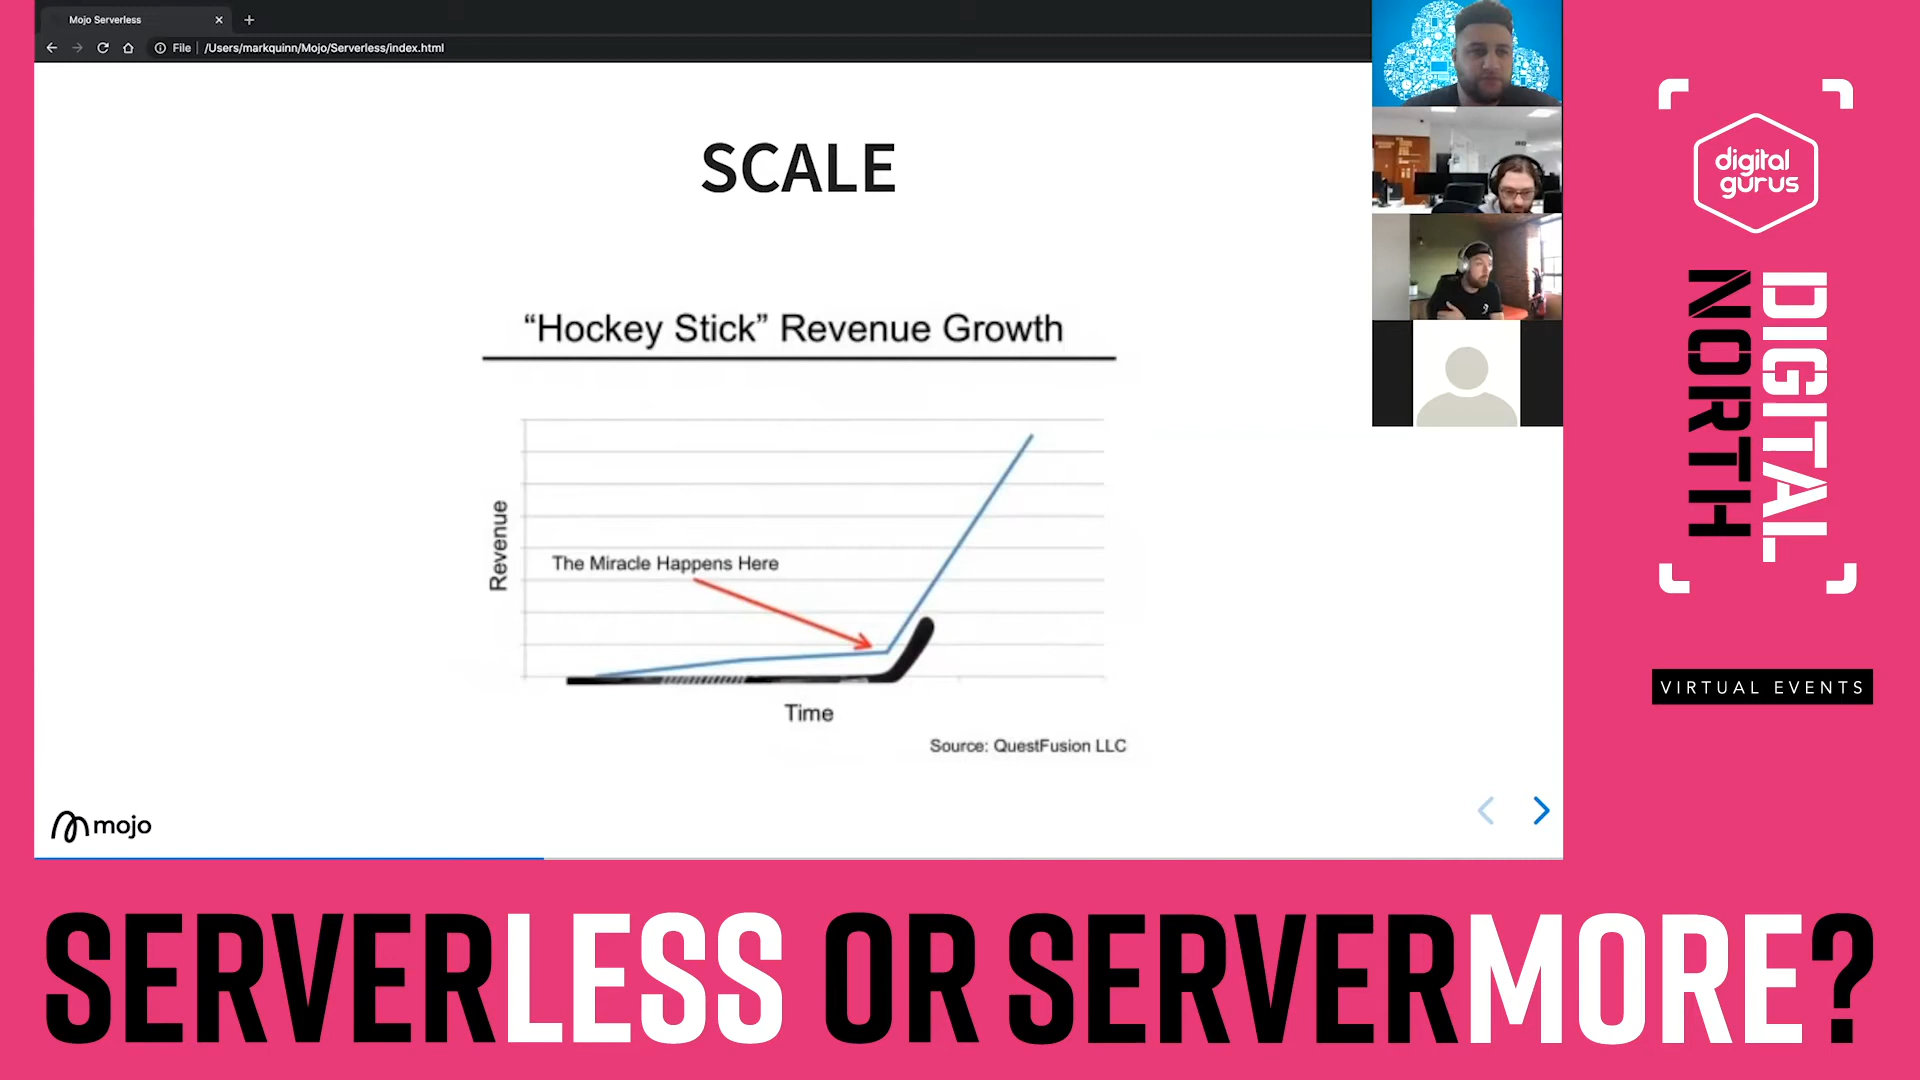 Mojo Serverless
File
/Users/markquinn/Mojo/Serverless/index.html
SCALE
“Hockey Stick” Revenue Growth
Revenue
The Miracle Happens Here
Time
Source: QuestFusion LLC
mojo
digital
gurus
DIGITAL
NORTH
VIRTUAL EVENTS
SERVERLESS OR SERVERMORE?